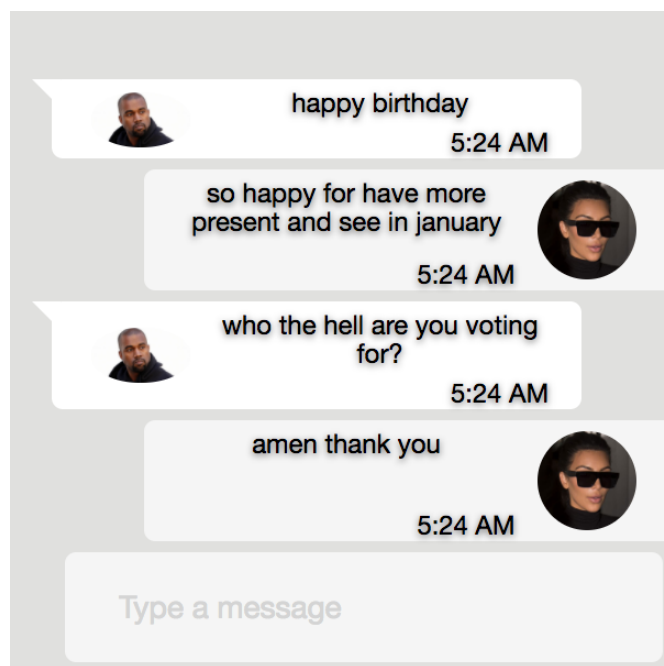 happy birthday
5:24 AM
so happy for have more
present and see in january
5:24 AM
who the hell are you voting
for?
5:24 AM
amen thank you
5:24 AM
Type a message